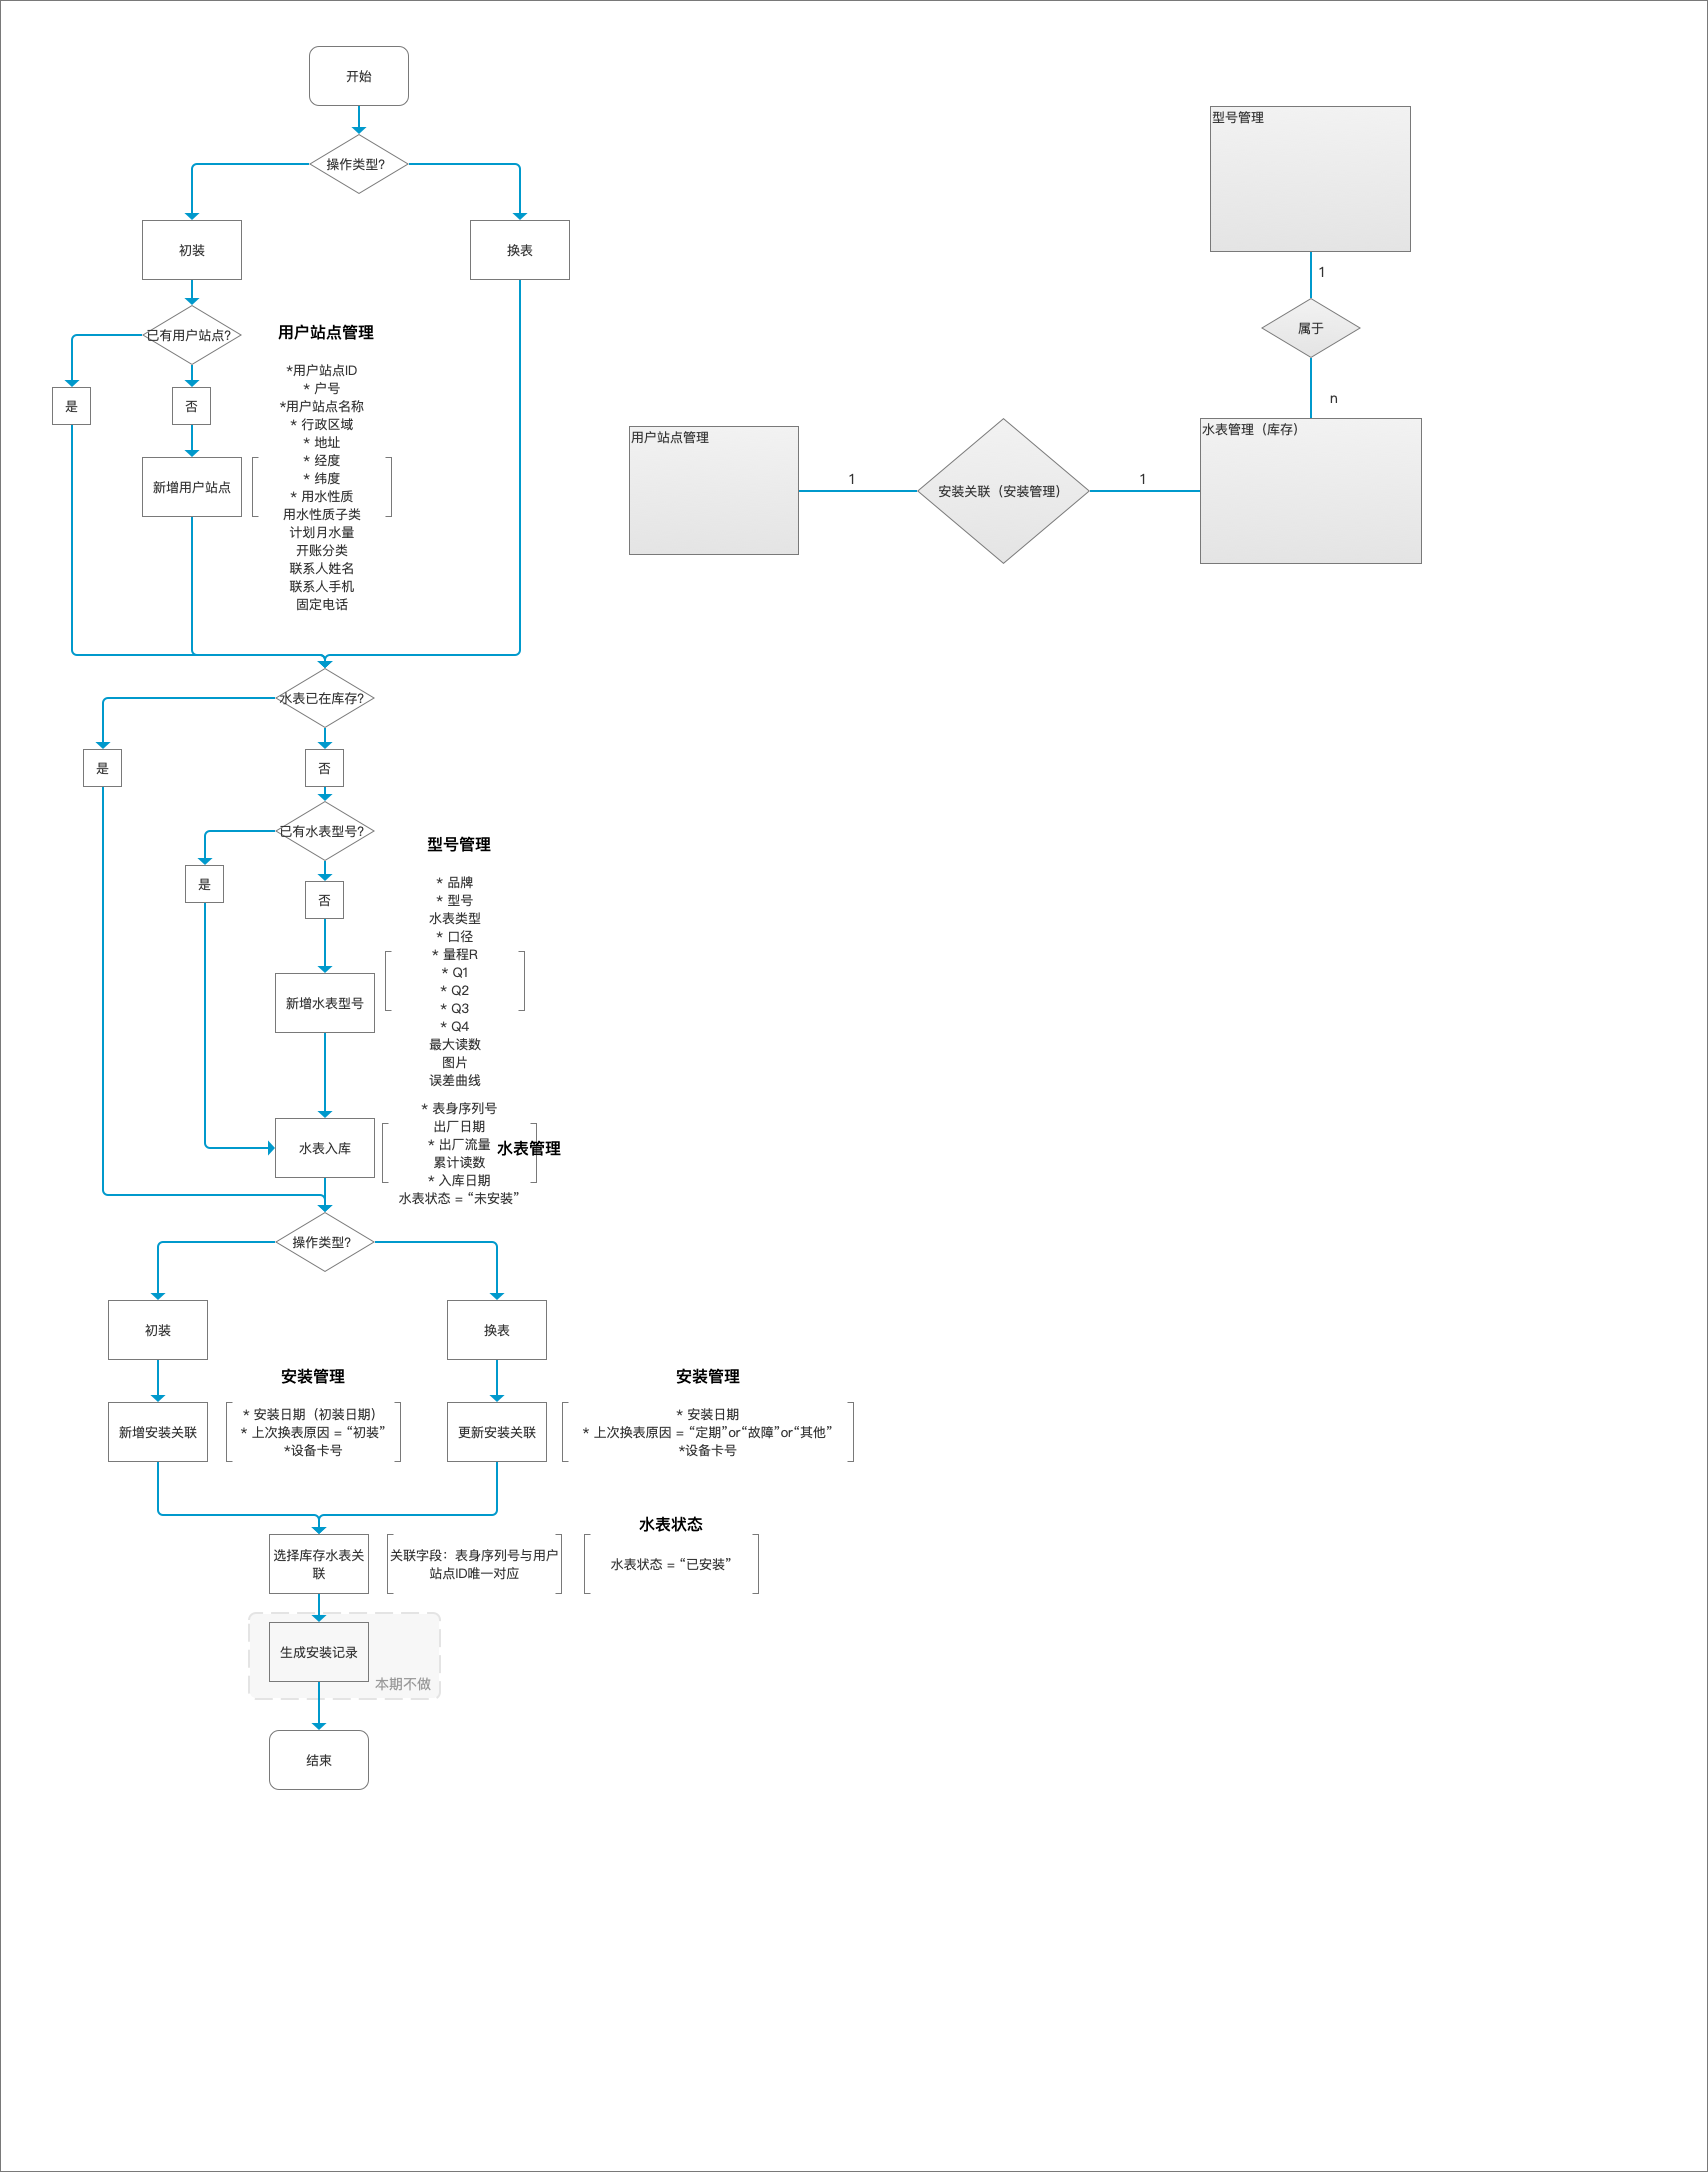 开始
操作类型?
初装
换表
已有用户站点?
是
否
新增用户站点
用户站点管理
*用户站点ID
* 户号
*用户站点名称
* 行政区域
* 地址
* 经度
* 纬度
* 用水性质
用水性质子类
计划月水量
开账分类
联系人姓名
联系人手机
固定电话
水表已在库存?
是
否
已有水表型号?
是
否
新增水表型号
型号管理
* 品牌
* 型号
水表类型
* 口径
* 量程R
* Q1
* Q2
* Q3
* Q4
最大读数
图片
误差曲线
水表入库
* 表身序列号
出厂日期
* 出厂流量
累计读数
* 入库日期
水表状态 = “未安装”
水表管理
操作类型?
初装
换表
新增安装关联
安装管理
* 安装日期（初装日期）
* 上次换表原因 = “初装”
*设备卡号
更新安装关联
安装管理
* 安装日期
* 上次换表原因 = “定期”or“故障”or“其他”
*设备卡号
选择库存水表关
联
关联字段：表身序列号与用户
站点ID唯一对应
水表状态
水表状态 = “已安装”
生成安装记录
本期不做
结束
型号管理
1
属于
n
用户站点管理
1
安装关联（安装管理）
1
水表管理（库存）